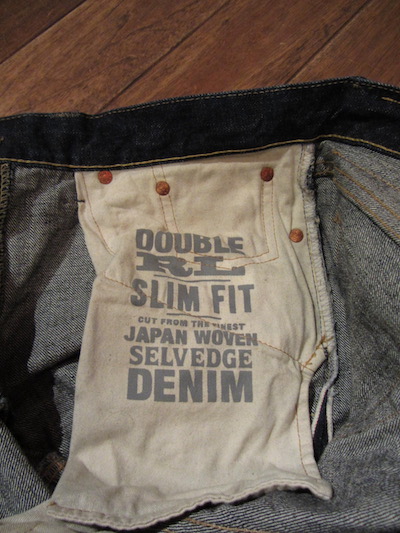 DOUBLE
RL
SLIM FIT
CUT FROM THE FINEST
JAPAN WOVEN
SELVEDGE
DENIM